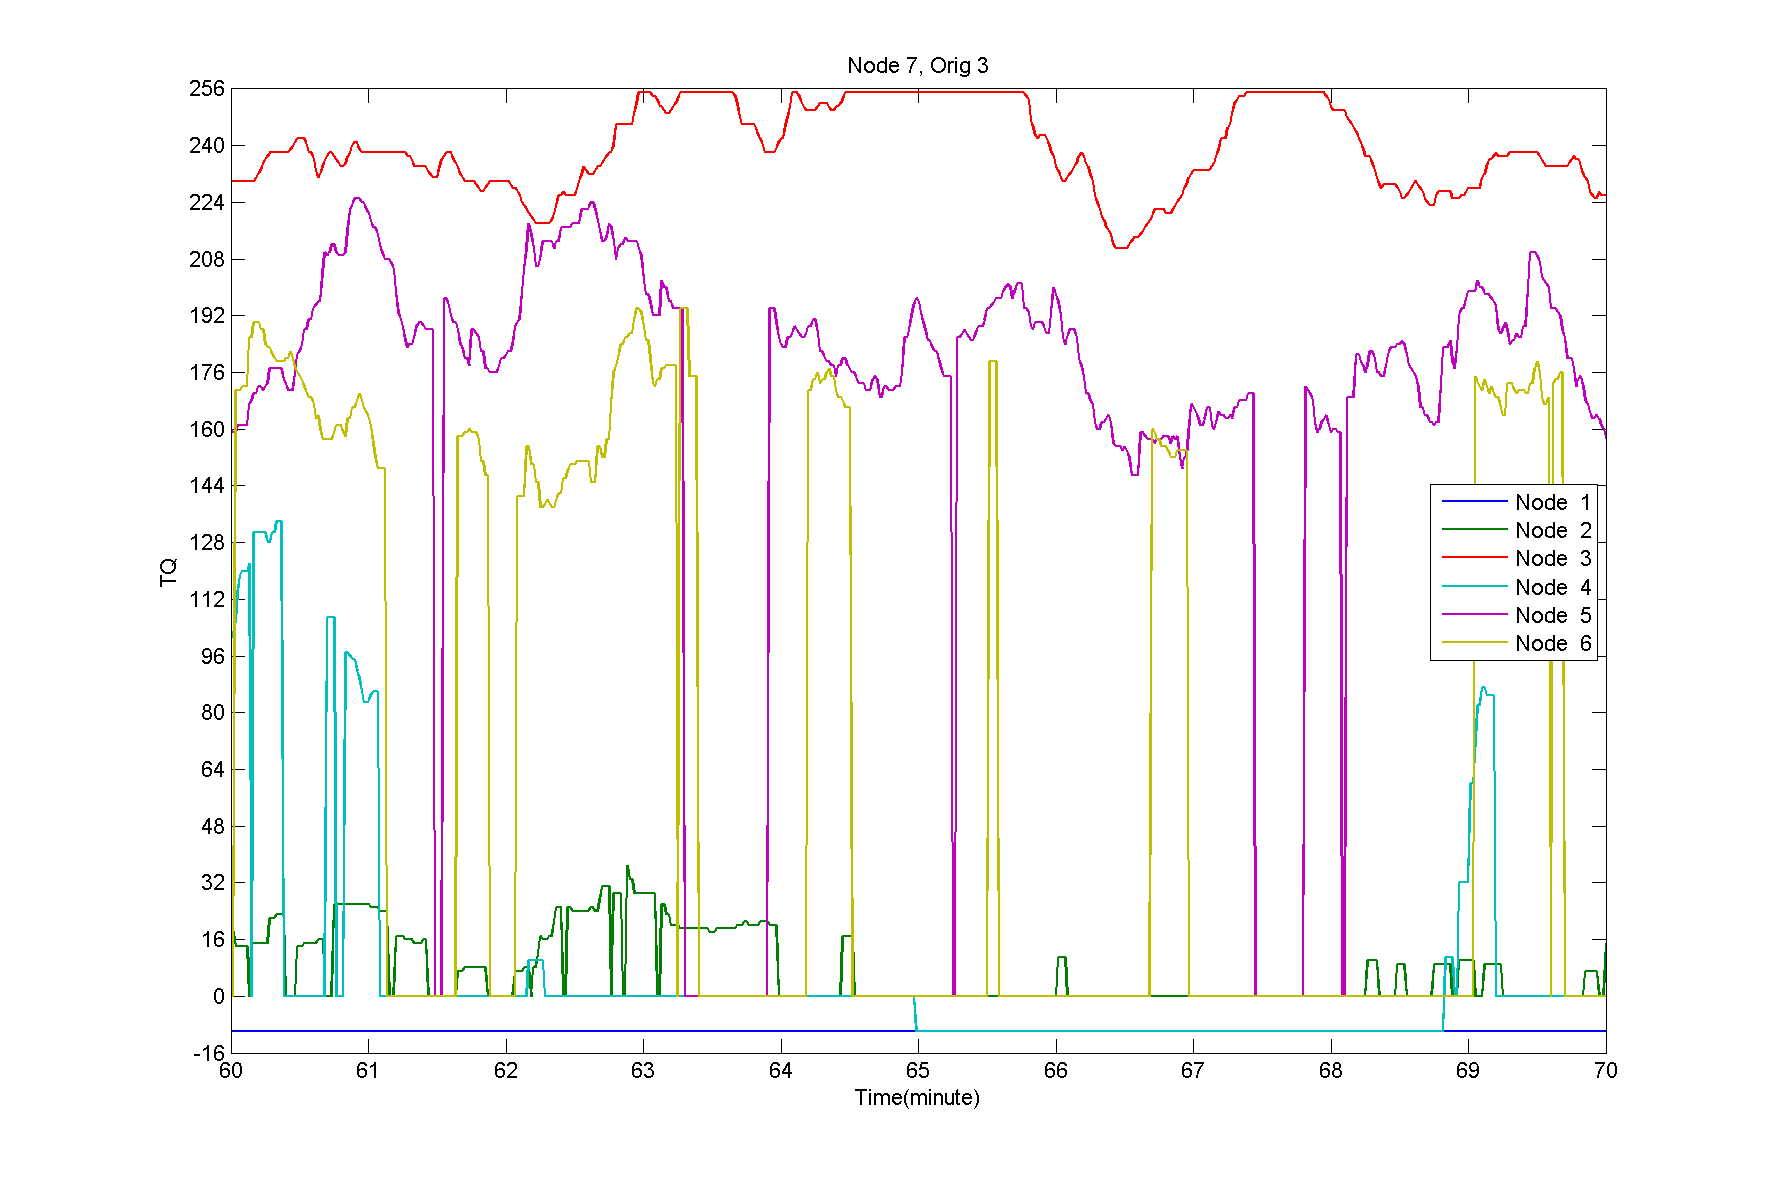 Node 7, Orig 3
256
240
224
208
192
176
160
144
128
112
96
80
64
48
32
16
0
-16
TQ
60 61 62 63 64 65 66 67 68 69 70
Time(minute)
Node 1
Node 2
Node 3
Node 4
Node 5
Node 6